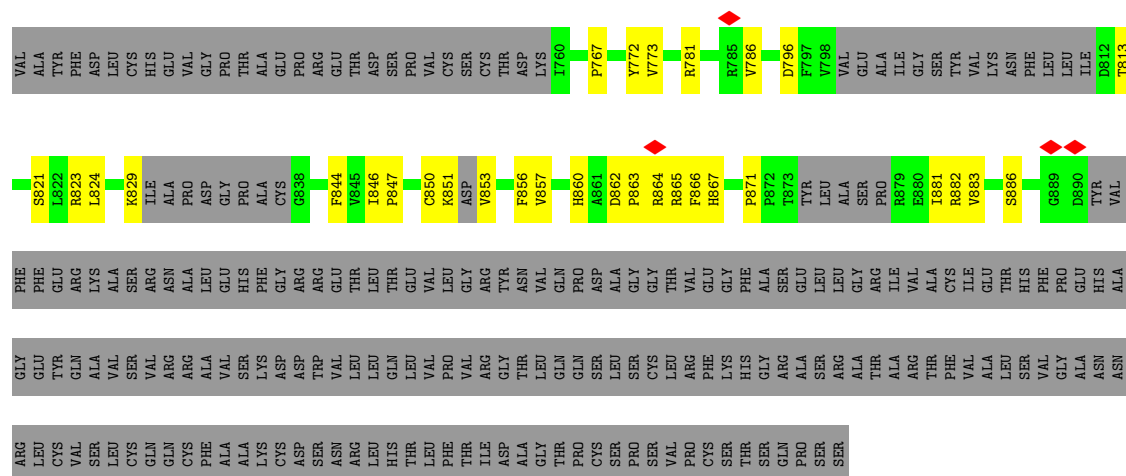 VAL ALA TYR PHE ASP LEU CYS HIS GLU VAL GLY PRO THR ALA GLU PRO ARG THR ASP SER PRO VAL CYS SER CYS THR ASP LYS I760 P767 Y772 V773 R781 R785 V786 D796 F797 V798 VAL GLU ALA ILE GLY SER TYR VAL LYS ASN PHE LEU LEU ILE D812 T813
S821 L822 R823 L824 K829 ILE ALA PRO ASP GLY PRO ALA CYS G838 F844 V845 I846 P847 C850 K851 ASP V853 F856 V857 H860 A861 D862 P863 R864 R865 F866 H867 P871 P872 T873 TYR LEU ALA SER PRO R879 E880 I881 R882 V883 S886 G889 D890 TYR VAL
PHE PHE GLU ARG LYS ALA SER ARG ASN ALA LEU GLU HIS PHE GLY ARG ARG GLU THR LEU THR GLU VAL LEU GLY ARG TYR ASN VAL GLN PRO ASP ALA GLY GLY THR VAL GLU GLY PHE ALA SER GLU LEU LEU GLY ARG ILE VAL ALA CYS ILE GLU THR HIS PHE PRO GLU HIS ALA
GLY GLU TYR GLN ALA VAL SER VAL ARG ARG ALA VAL SER LYS ASP ASP TRP VAL LEU LEU GLN THR LEU VAL PRO VAL ARG GLY THR LEU GLN GLN SER LEU SER CYS LEU ARG PHE LYS HIS GLY ARG ALA SER ARG ALA THR ALA ARG THR PHE VAL ALA LEU SER VAL GLY ALA ASN ASN
ARG LEU CYS VAL SER LEU CYS GLN GLN CYS PHE ALA ALA LYS CYS ASP SER ASN ARG LEU HIS THR LEU PHE THR ILE ASP ALA GLY THR PRO CYS SER PRO SER VAL PRO CYS SER THR SER GLN PRO SER SER